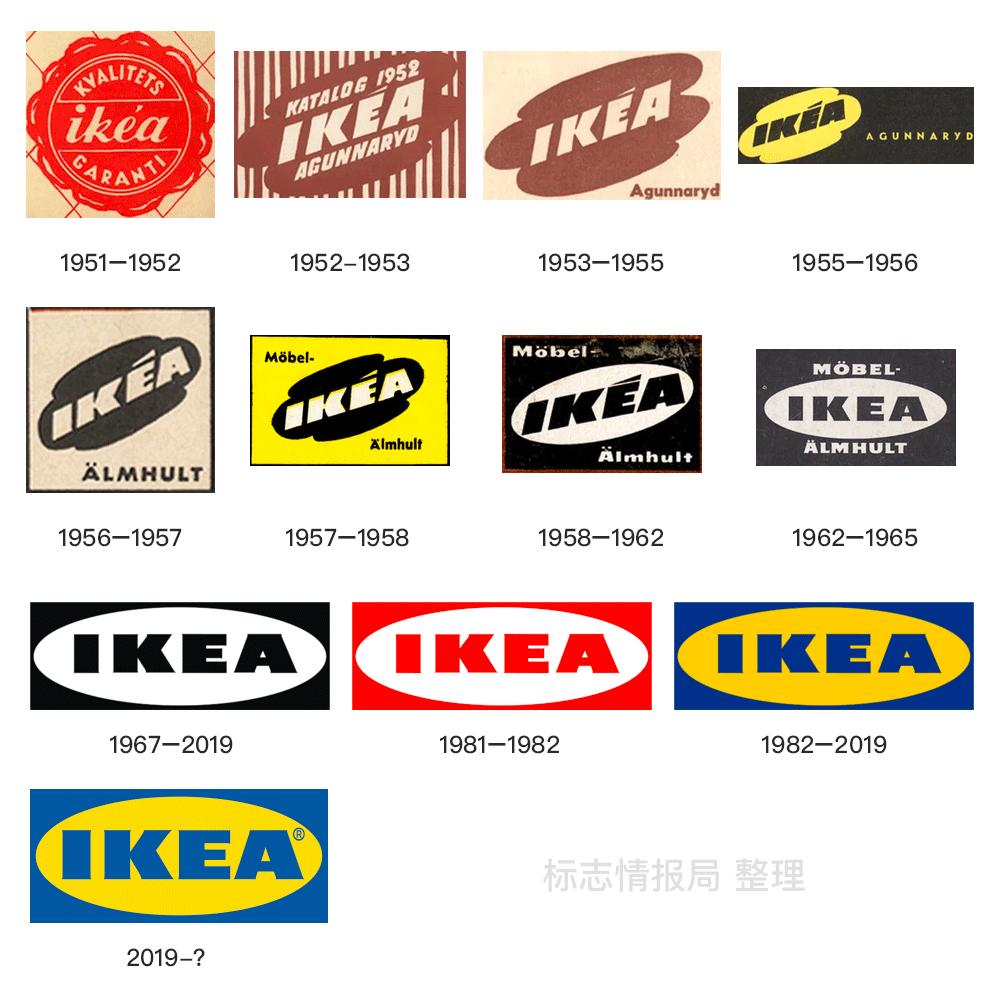 KVALITETS
ikéa
GARANTI
KATALOG 1952
IKÉA
AGUNNARYD
IKÉA
Agunnaryd
IKÉA
AGUNNARYD
1951—1952
1952–1953
1953—1955
1955—1956
IKÉA
ÄLMHULT
Möbel-
IKÉA
Älmhult
Möbel-
IKÉA
Älmhult
MÖBEL-
IKEA
ÄLMHULT
1956—1957
1957—1958
1958—1962
1962—1965
IKEA
IKEA
IKEA
1967—2019
1981—1982
1982—2019
IKEA®
标志情报局 整理
2019–?